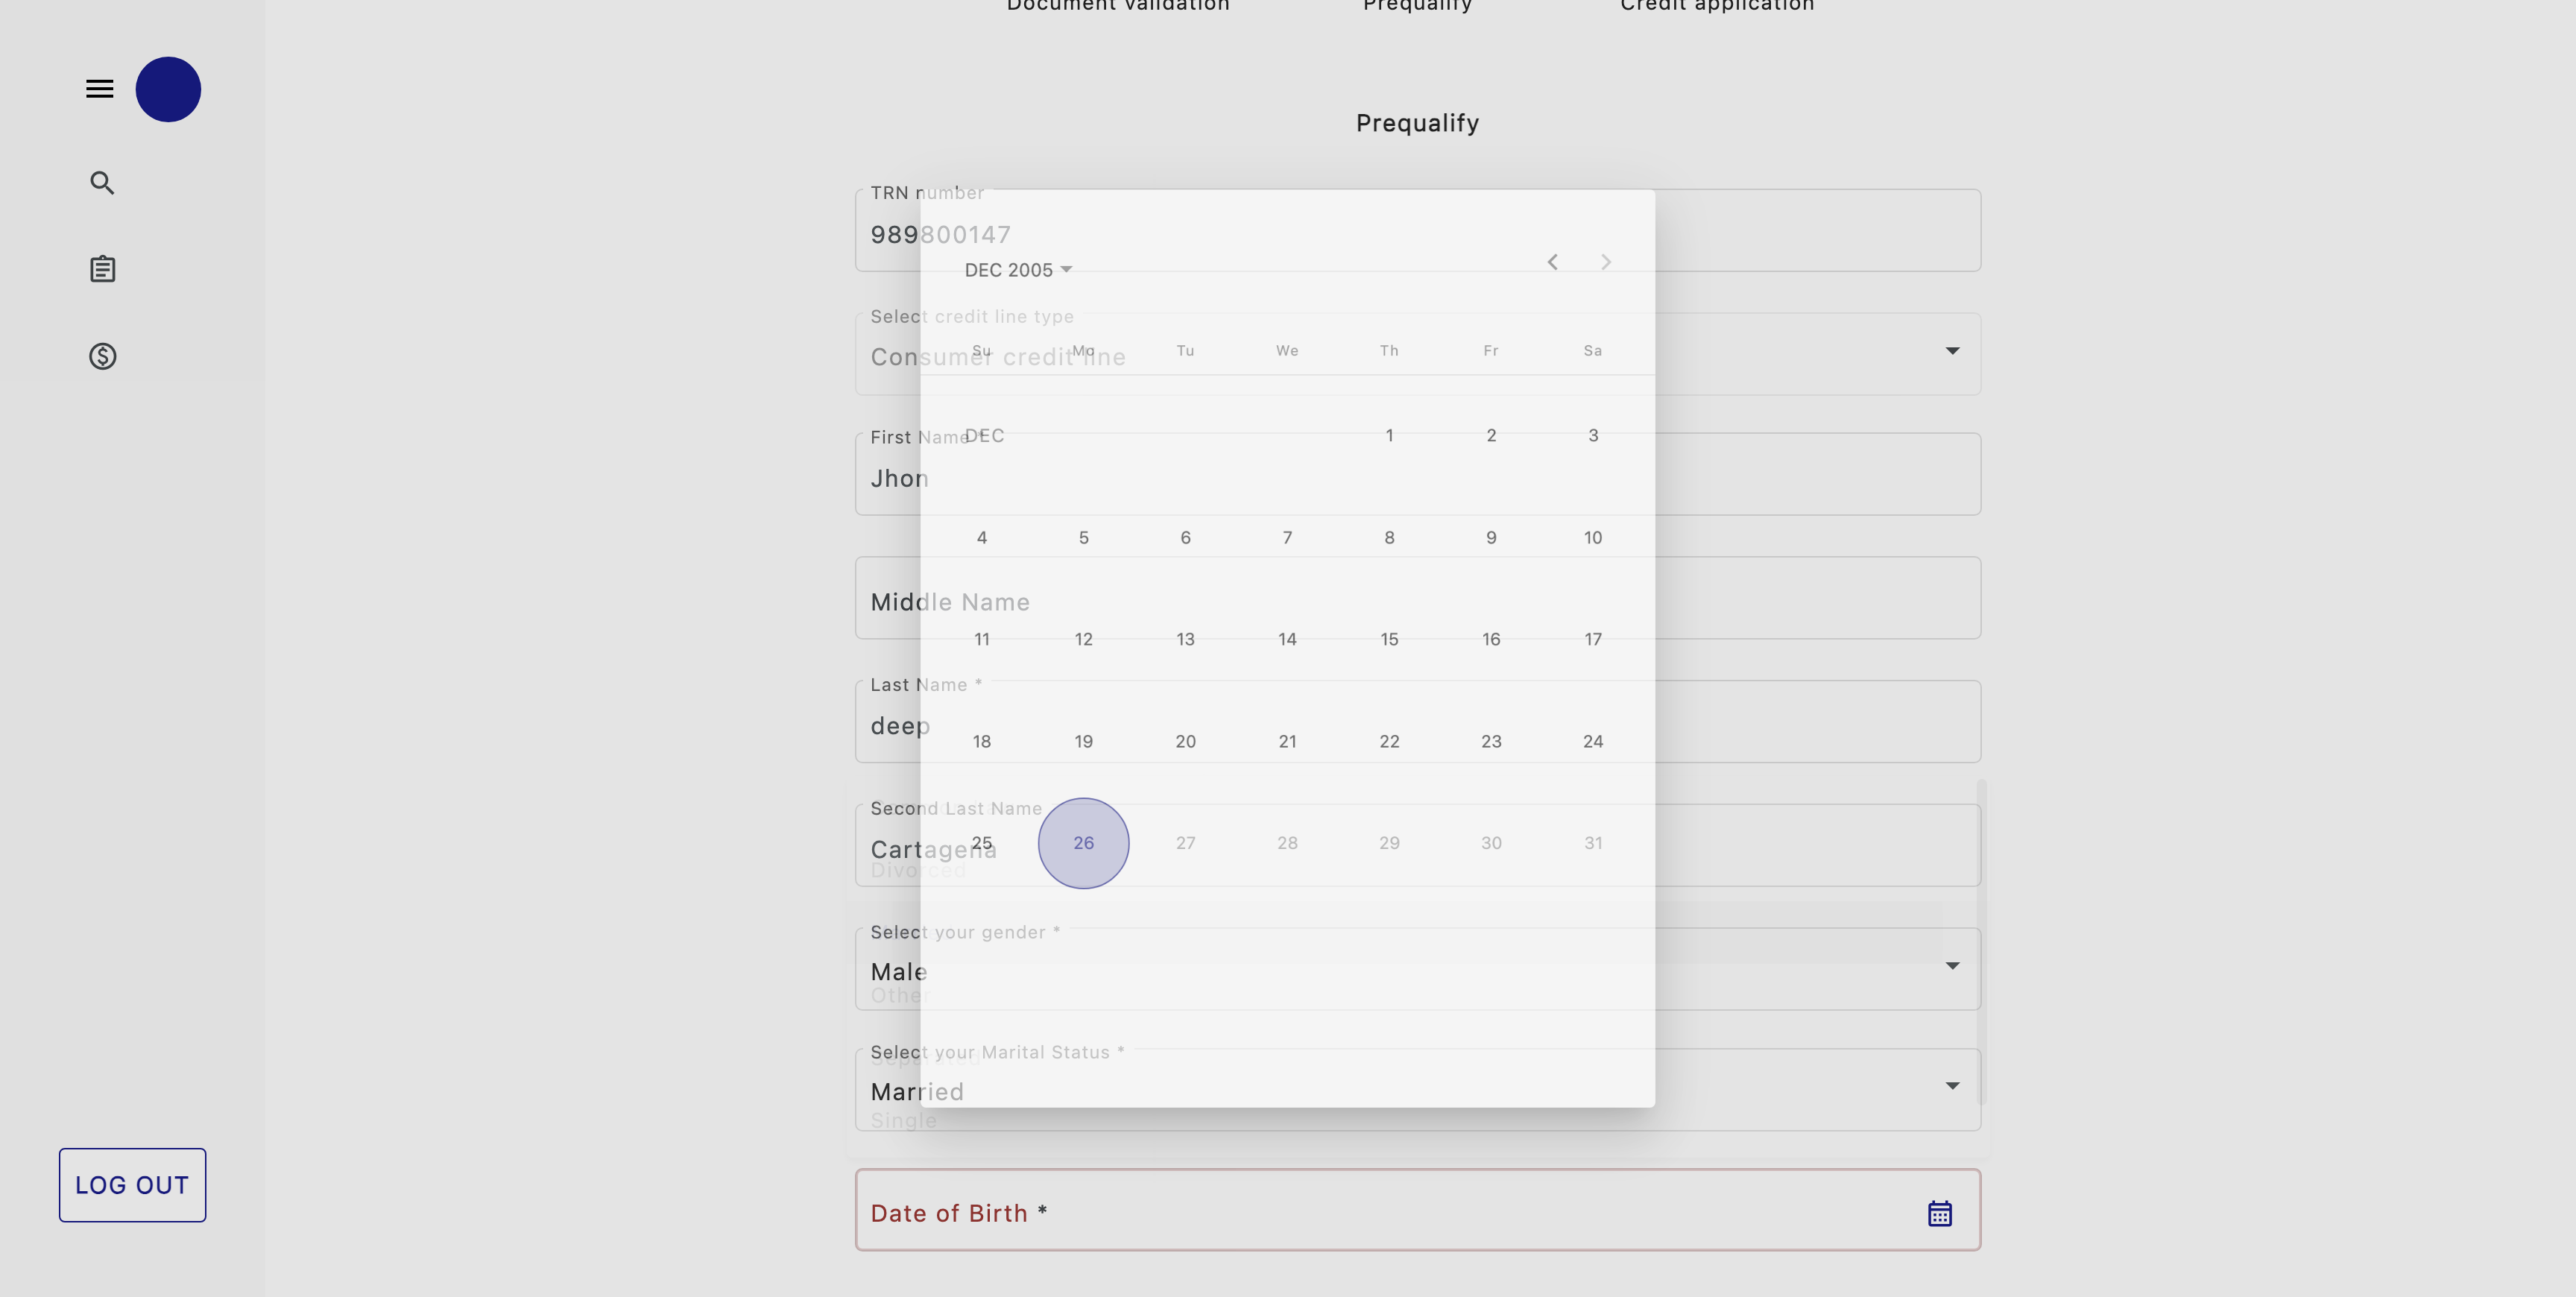 Document validation
Prequalify
Credit application
Prequalify
TRN number
989800147
DEC 2005
Select credit line type
Consumer credit line
Su Mo Tu We Th Fr Sa
First Name *
DEC 1 2 3
Jhon
4 5 6 7 8 9 10
Middle Name
11 12 13 14 15 16 17
Last Name *
deep
18 19 20 21 22 23 24
Second Last Name
25 26 27 28 29 30 31
Cartagena
Divorced
Select your gender *
Male
Other
Select your Marital Status *
Separated
Married
Single
LOG OUT
Date of Birth *